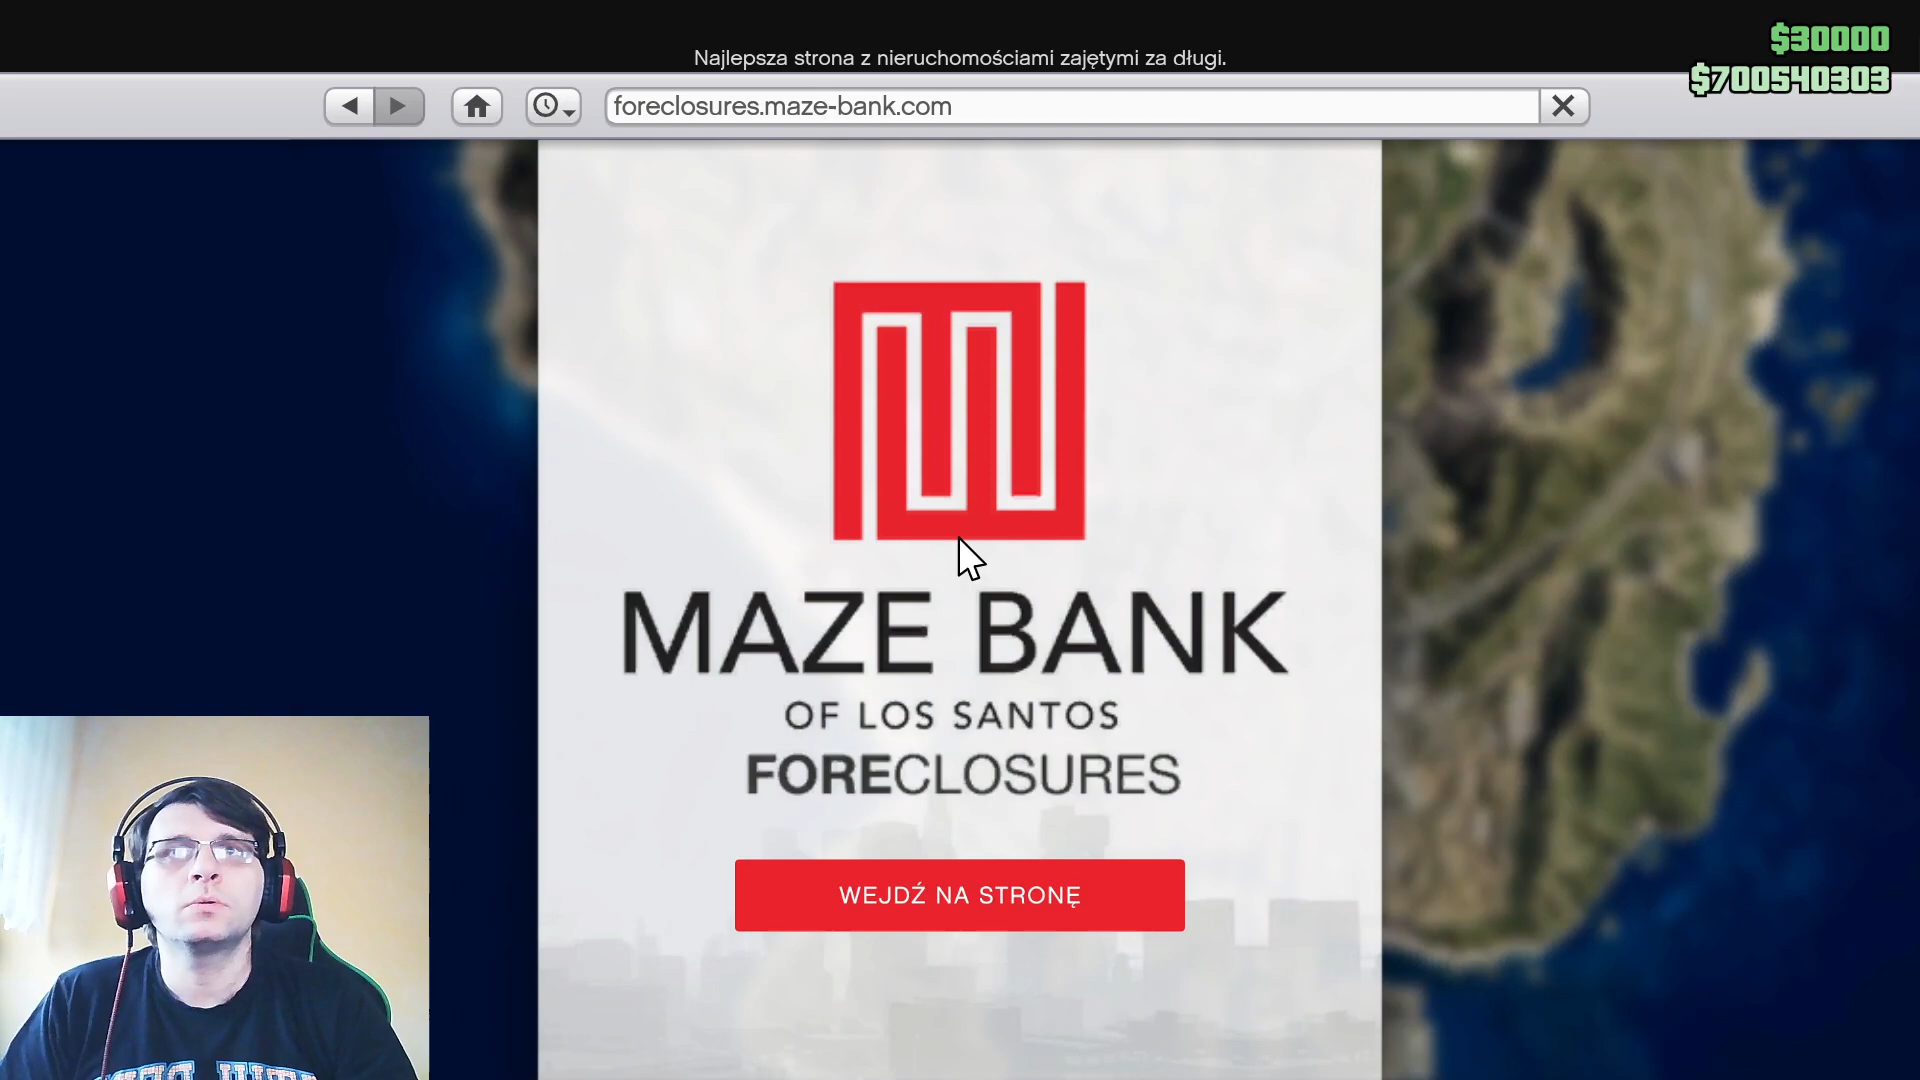 $30000
Najlepsza strona z nieruchomościami zajętymi za długi.
$700540303
foreclosures.maze-bank.com
MAZE BANK
OF LOS SANTOS
FORECLOSURES
WEJDŹ NA STRONĘ